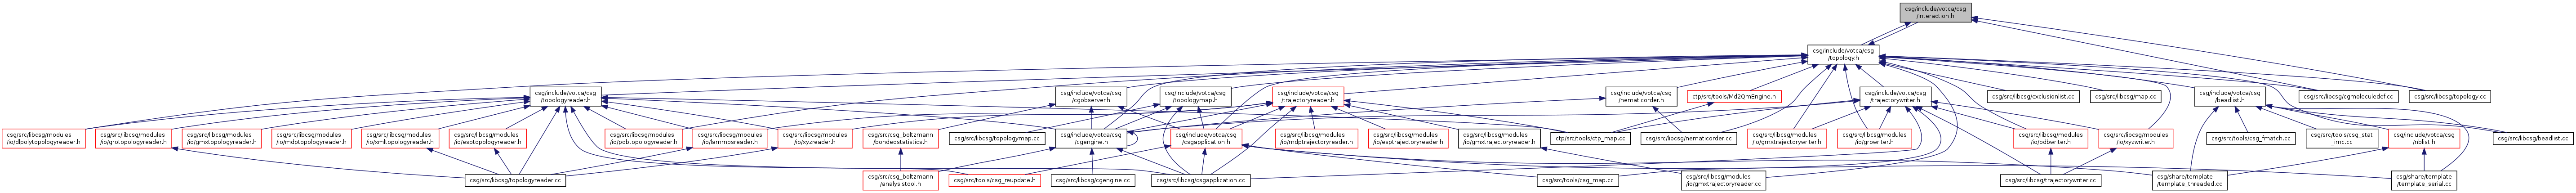 csg/include/votca/csg
/interaction.h
csg/include/votca/csg
/topology.h
csg/include/votca/csg
/topologyreader.h
csg/include/votca/csg
/cgobserver.h
csg/include/votca/csg
/topologymap.h
csg/include/votca/csg
/trajectoryreader.h
csg/include/votca/csg
/nematicorder.h
ctp/src/tools/Md2QmEngine.h
csg/include/votca/csg
/trajectorywriter.h
csg/src/libcsg/exclusionlist.cc
csg/src/libcsg/map.cc
csg/include/votca/csg
/beadlist.h
csg/src/libcsg/cgmoleculedef.cc
csg/src/libcsg/topology.cc
csg/src/libcsg/modules
/io/dlpolytopologyreader.h
csg/src/libcsg/modules
/io/grotopologyreader.h
csg/src/libcsg/modules
/io/gmxtopologyreader.h
csg/src/libcsg/modules
/io/mdptopologyreader.h
csg/src/libcsg/modules
/io/xmltopologyreader.h
csg/src/libcsg/modules
/io/esptopologyreader.h
csg/src/libcsg/modules
/io/pdbtopologyreader.h
csg/src/libcsg/modules
/io/lammpsreader.h
csg/src/libcsg/modules
/io/xyzreader.h
csg/src/csg_boltzmann
/bondedstatistics.h
csg/src/libcsg/topologymap.cc
csg/include/votca/csg
/cgengine.h
csg/include/votca/csg
/csgapplication.h
csg/src/libcsg/modules
/io/mdptrajectoryreader.h
csg/src/libcsg/modules
/io/esptrajectoryreader.h
csg/src/libcsg/modules
/io/gmxtrajectoryreader.h
ctp/src/tools/ctp_map.cc
csg/src/libcsg/nematicorder.cc
csg/src/libcsg/modules
/io/gmxtrajectorywriter.h
csg/src/libcsg/modules
/io/growriter.h
csg/src/libcsg/modules
/io/pdbwriter.h
csg/src/libcsg/modules
/io/xyzwriter.h
csg/src/tools/csg_fmatch.cc
csg/src/tools/csg_stat
_imc.cc
csg/include/votca/csg
/nblist.h
csg/src/libcsg/beadlist.cc
csg/src/libcsg/topologyreader.cc
csg/src/csg_boltzmann
/analysistool.h
csg/src/tools/csg_reupdate.h
csg/src/libcsg/cgengine.cc
csg/src/libcsg/csgapplication.cc
csg/src/tools/csg_map.cc
csg/src/libcsg/modules
/io/gmxtrajectoryreader.cc
csg/src/libcsg/trajectorywriter.cc
csg/share/template
/template_threaded.cc
csg/share/template
/template_serial.cc